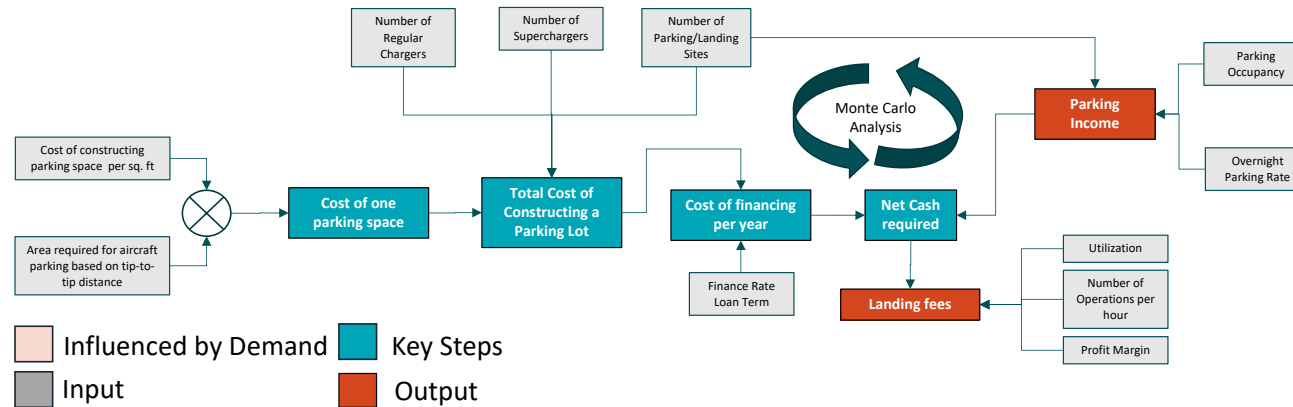 Number of
Regular
Chargers
Number of
Superchargers
Number of
Parking/Landing
Sites
Parking
Occupancy
Monte Carlo
Analysis
Parking
Income
Cost of constructing
parking space per sq. ft
Overnight
Parking Rate
Cost of one
parking space
Total Cost of
Constructing a
Parking Lot
Cost of financing
per year
Net Cash
required
Area required for aircraft
parking based on tip-to-
tip distance
Utilization
Finance Rate
Loan Term
Landing fees
Number of
Operations per
hour
Profit Margin
Influenced by Demand
Key Steps
Input
Output